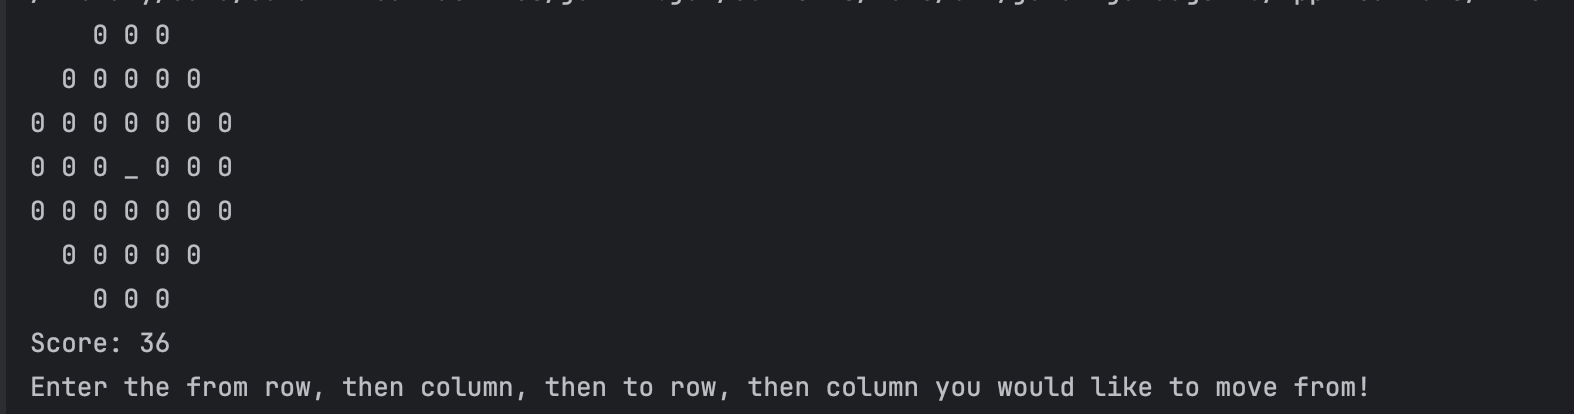 0 0 0
  0 0 0 0 0
0 0 0 0 0 0 0
0 0 0 _ 0 0 0
0 0 0 0 0 0 0
  0 0 0 0 0
    0 0 0
Score: 36
Enter the from row, then column, then to row, then column you would like to move from!